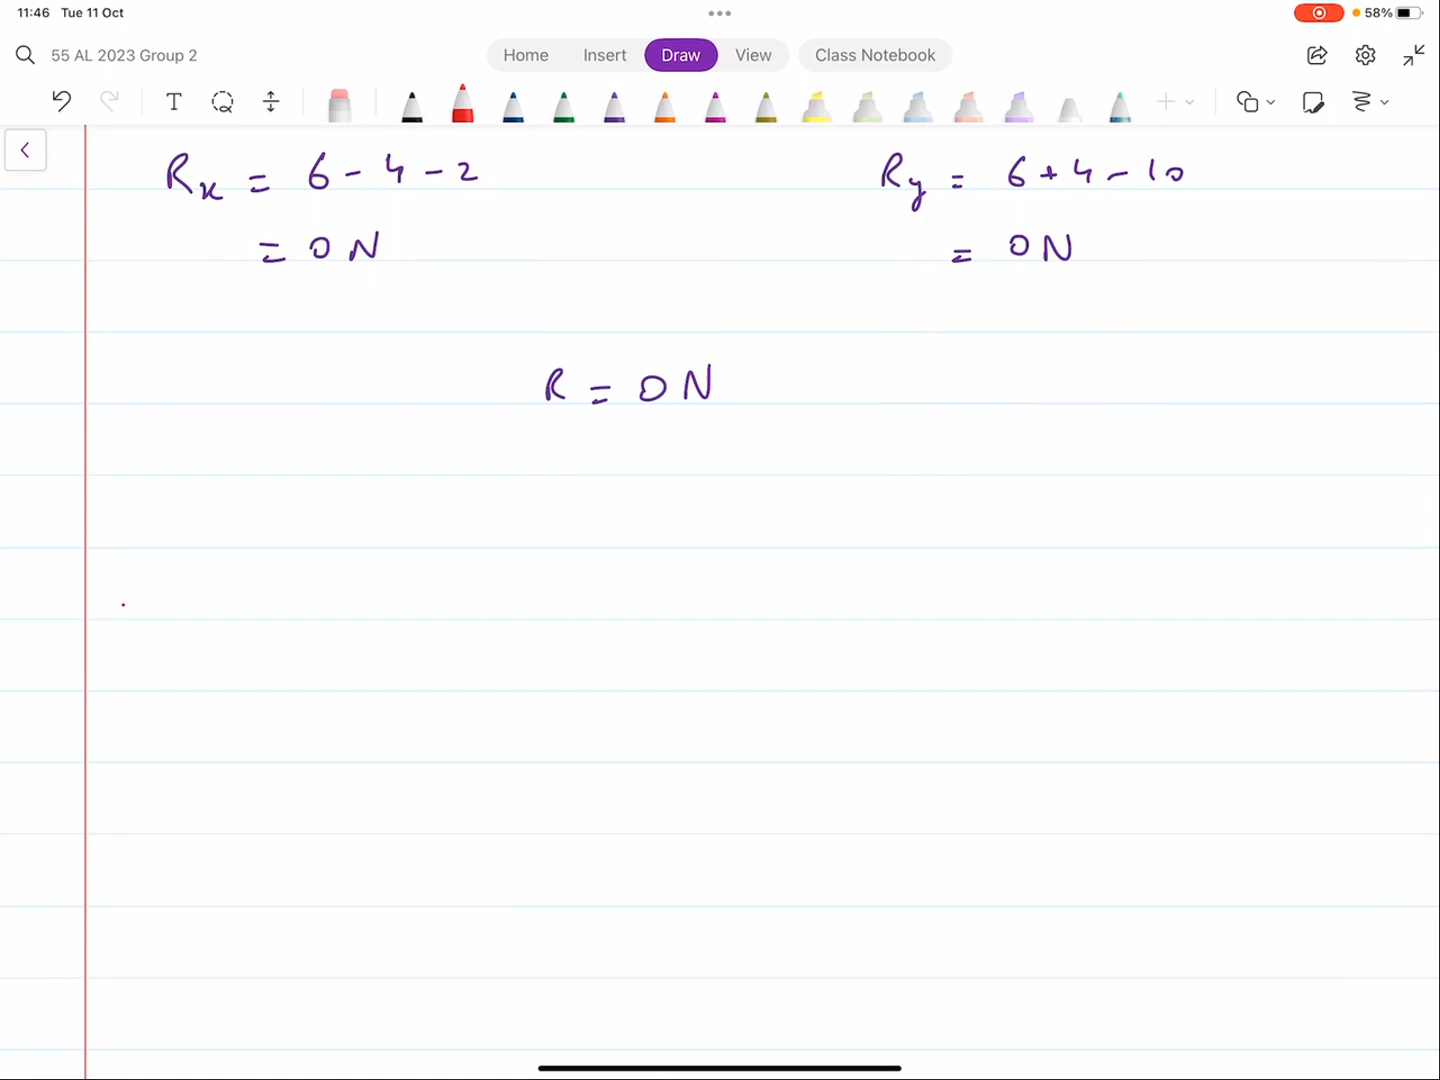 11:46 Tue 11 Oct 58%
55 AL 2023 Group 2 Home Insert Draw View Class Notebook
T
Rx = 6 - 4 - 2 Ry = 6 + 4 - 10
= 0 N = 0 N
R = 0 N